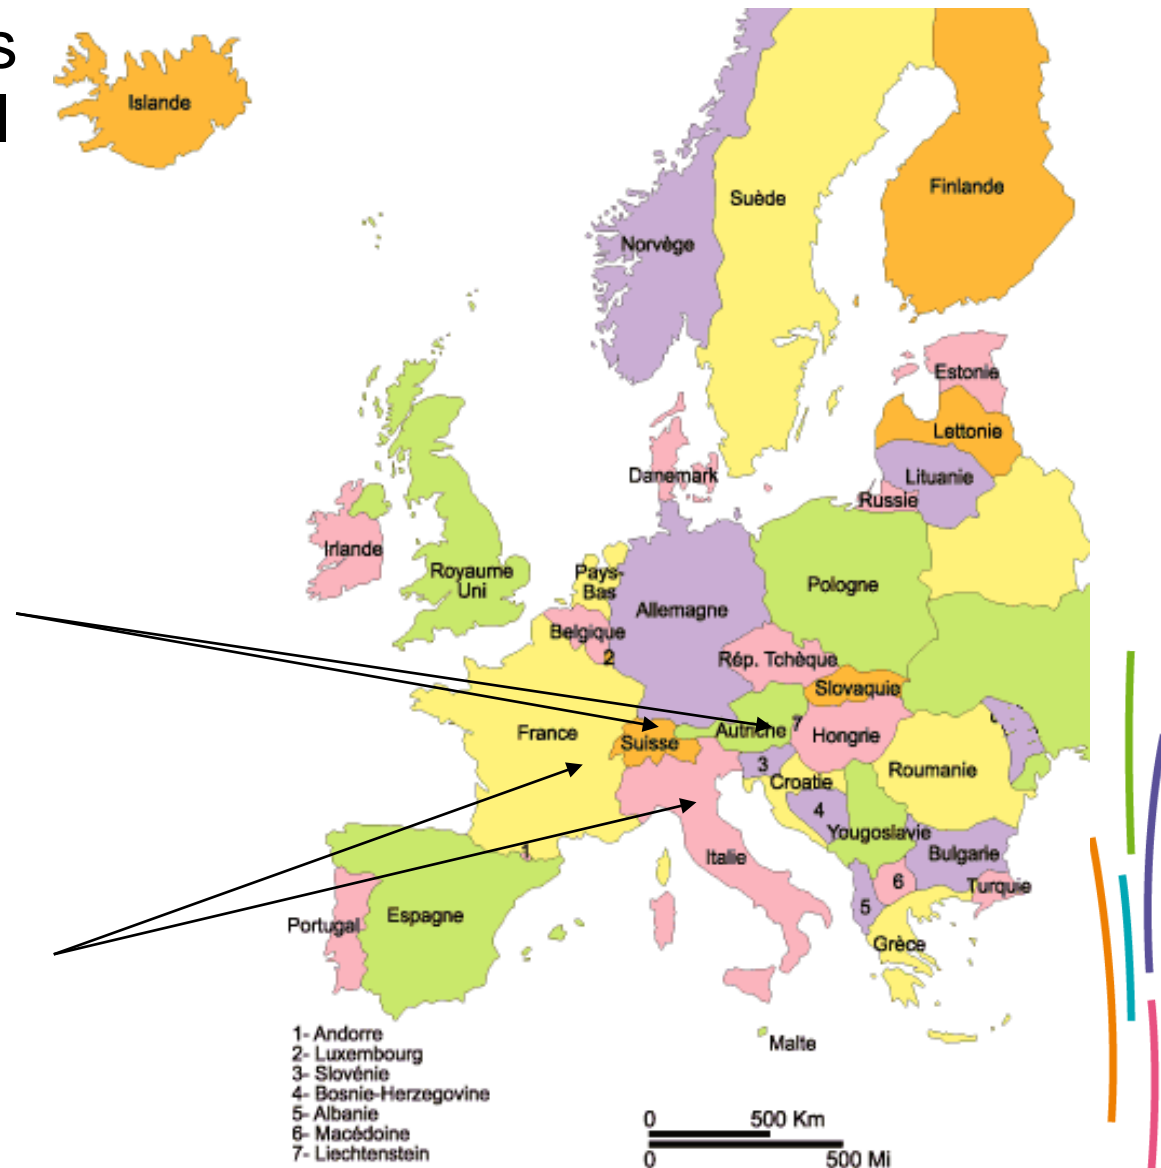 s
Islande
Finlande
Suède
Norvège
Estonie
Lettonie
Danemark
Lituanie
Russie
Irlande
Royaume
Uni
Pays-
Bas
Pologne
Allemagne
Belgique
2
Rép. Tchèque
Slovaquie
France
Suisse
Autriche
7
Hongrie
3
Croatie
Roumanie
4
Yougoslavie
1
Italie
Bulgarie
6
Turquie
5
Portugal
Espagne
Grèce
Malte
1- Andorre
2- Luxembourg
3- Slovénie
4- Bosnie-Herzegovine
5- Albanie
6- Macédoine
7- Liechtenstein
0 500 Km
0 500 Mi